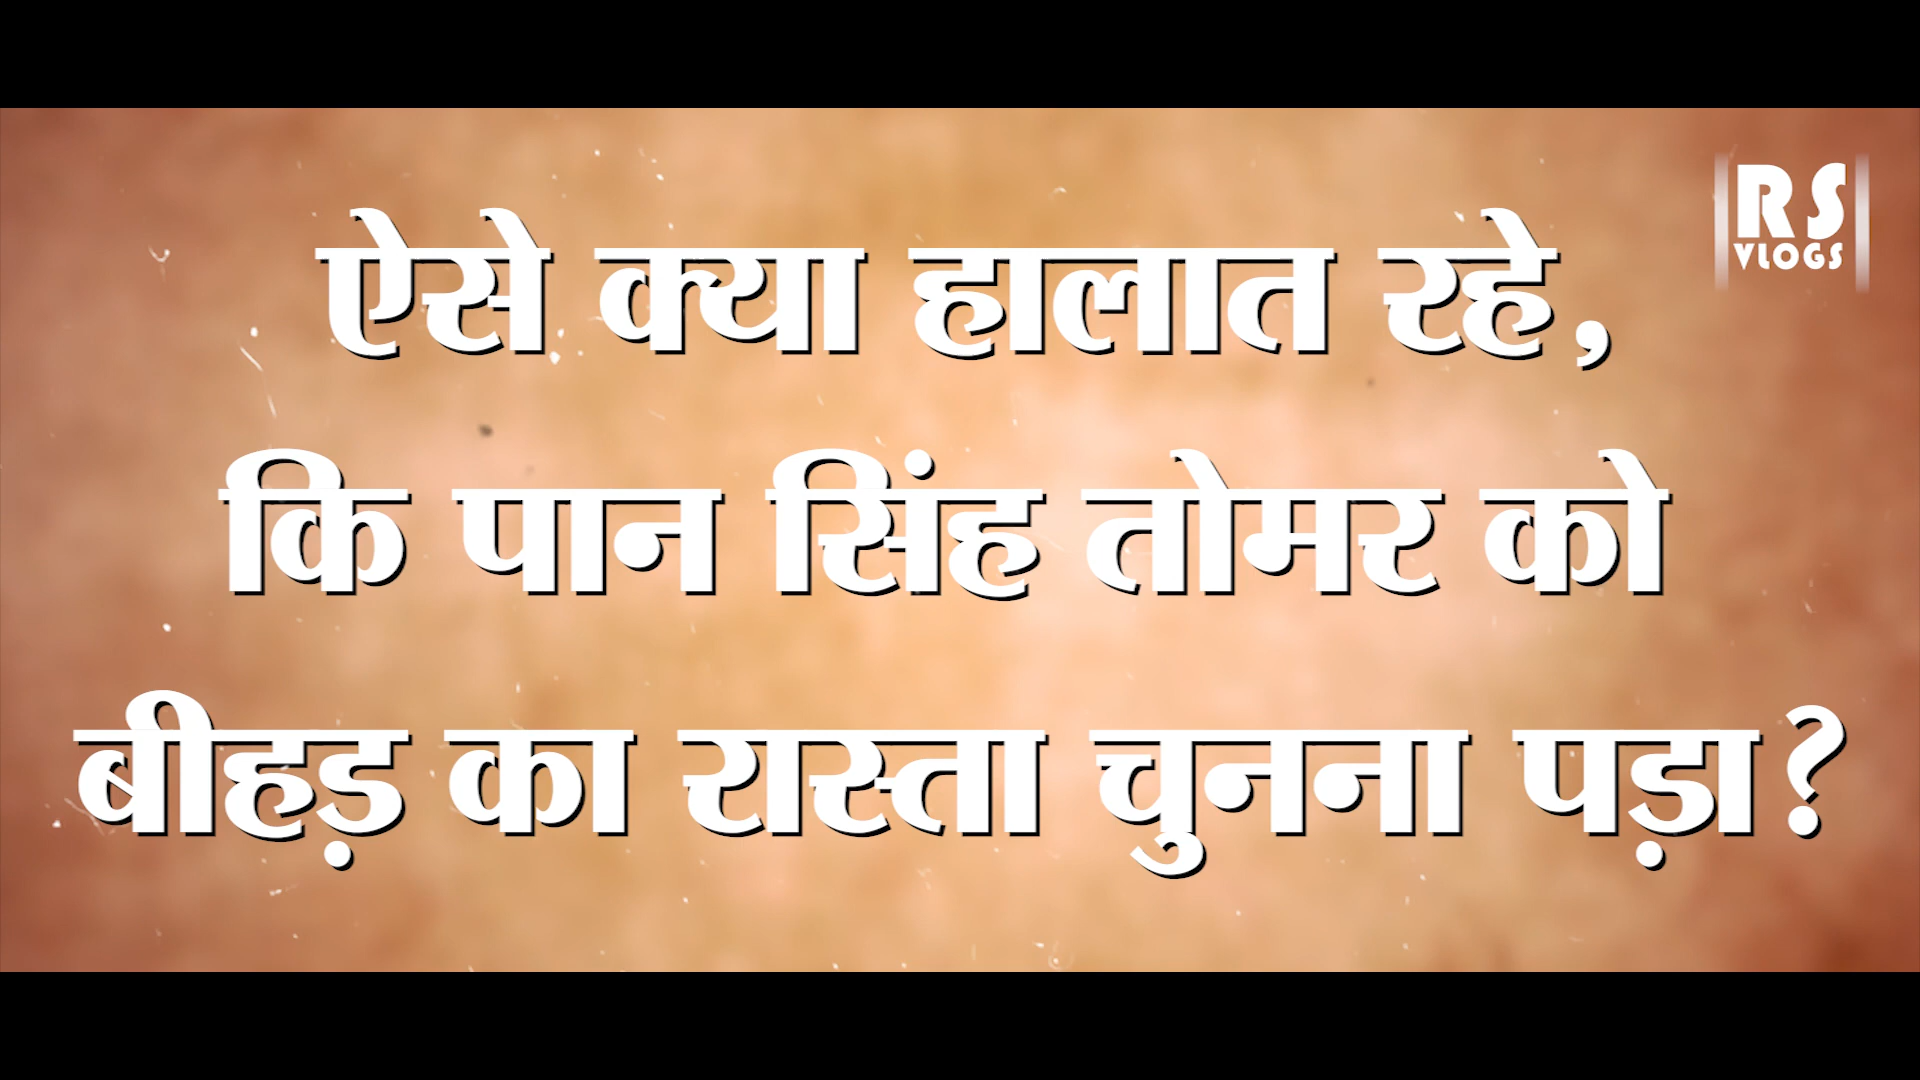 RS
VLOGS
ऐसे क्या हालात रहे,
कि पान सिंह तोमर को
बीहड़ का रास्ता चुनना पड़ा?